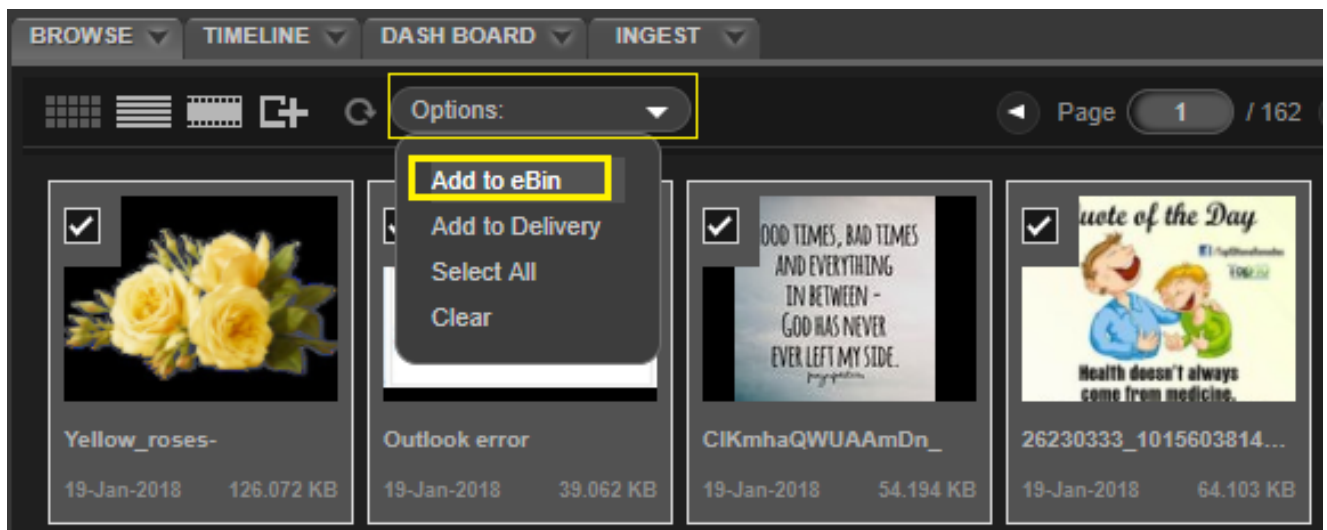 BROWSE TIMELINE DASH BOARD INGEST
Options:
Page 1 / 162
Add to eBin
Add to Delivery
Select All
Clear
OOD TIMES, BAD TIMES
AND EVERYTHING
IN BETWEEN -
GOD HAS NEVER
EVER LEFT MY SIDE.
uote of the Day
Health doesn't always
come from medicine.
Yellow_roses- Outlook error CIKmhaQWUAAmDn_ 26230333_1015603814...
19-Jan-2018 126.072 KB 19-Jan-2018 39.062 KB 19-Jan-2018 54.194 KB 19-Jan-2018 64.103 KB